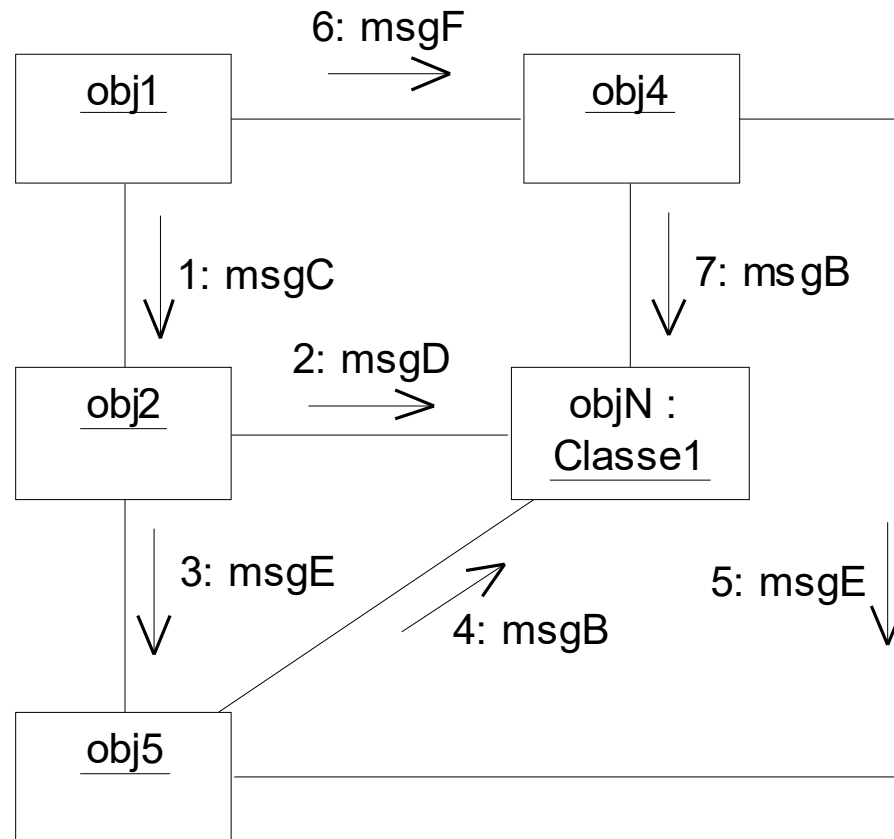 6: msgF
obj1
obj4
1: msgC
7: msgB
2: msgD
obj2
objN :
Classe1
3: msgE
5: msgE
4: msgB
obj5